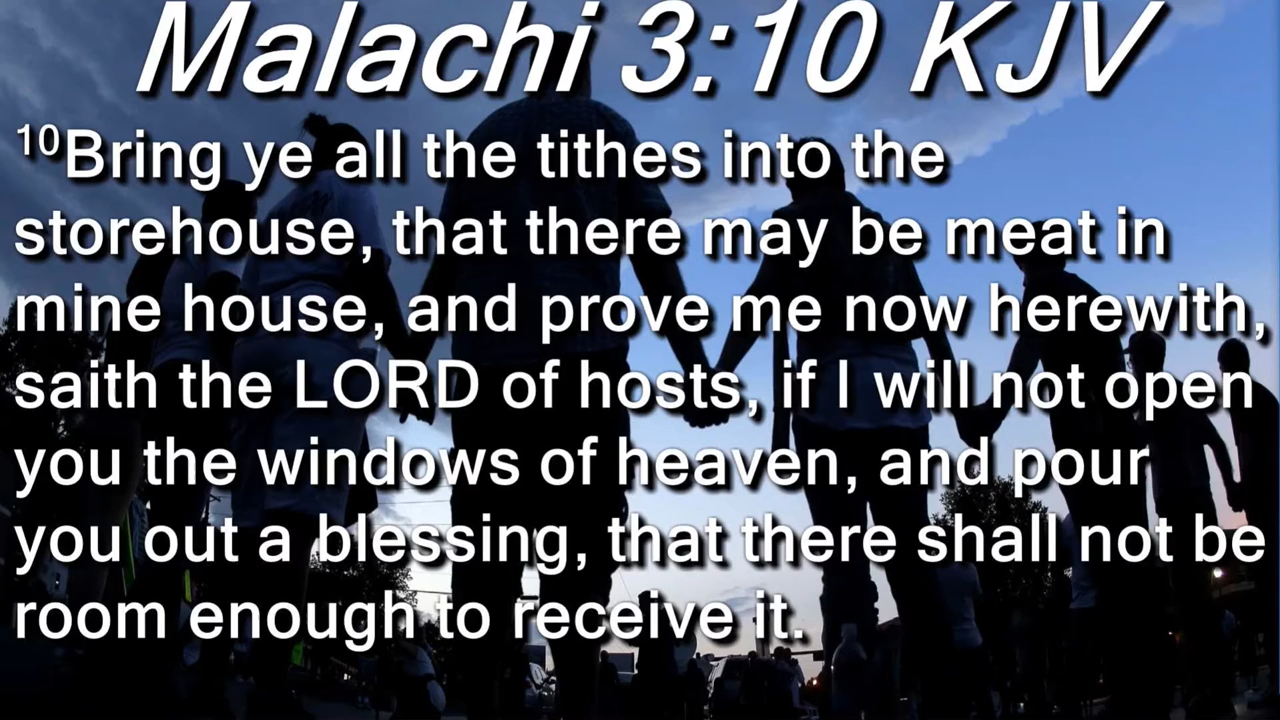 Malachi 3:10 KJV
10Bring ye all the tithes into the
storehouse, that there may be meat in
mine house, and prove me now herewith,
saith the LORD of hosts, if I will not open
you the windows of heaven, and pour
you out a blessing, that there shall not be
room enough to receive it.